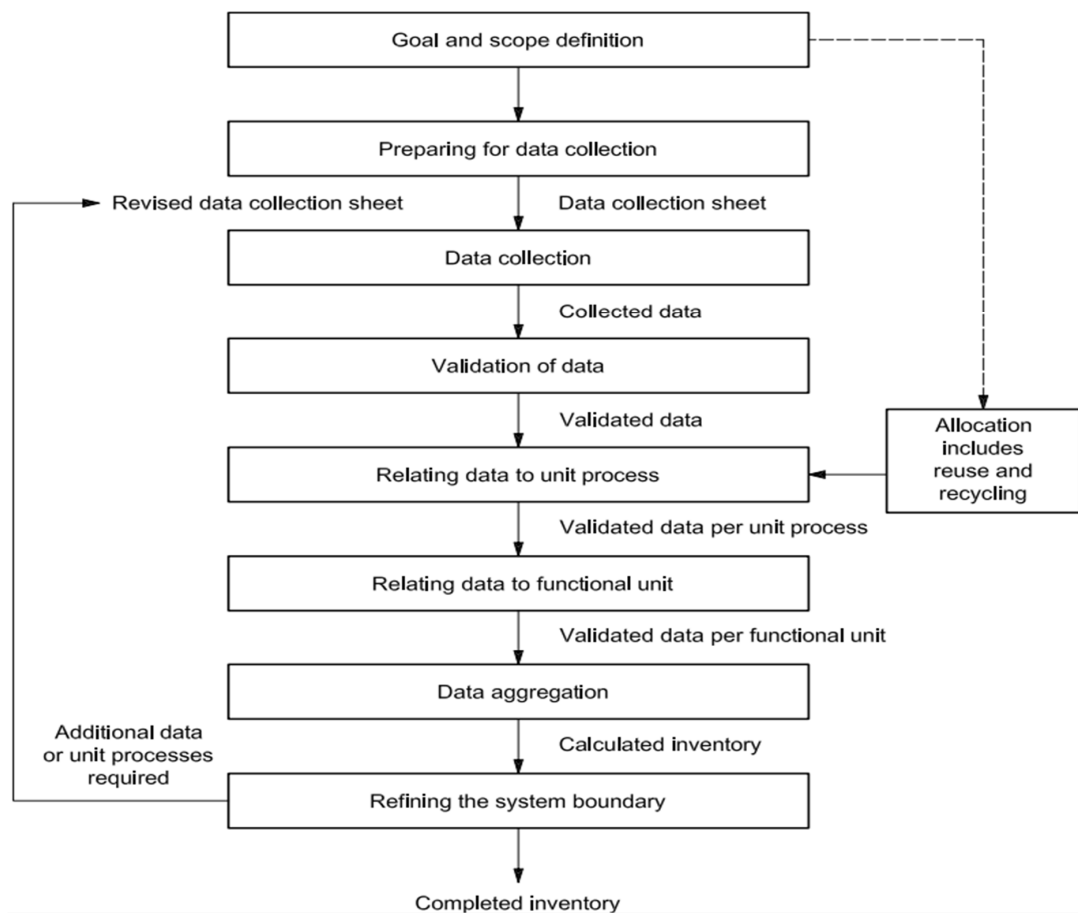 Goal and scope definition
Preparing for data collection
Revised data collection sheet
Data collection sheet
Data collection
Collected data
Validation of data
Validated data
Allocation
includes
reuse and
recycling
Relating data to unit process
Validated data per unit process
Relating data to functional unit
Validated data per functional unit
Data aggregation
Additional data
or unit processes
required
Calculated inventory
Refining the system boundary
Completed inventory